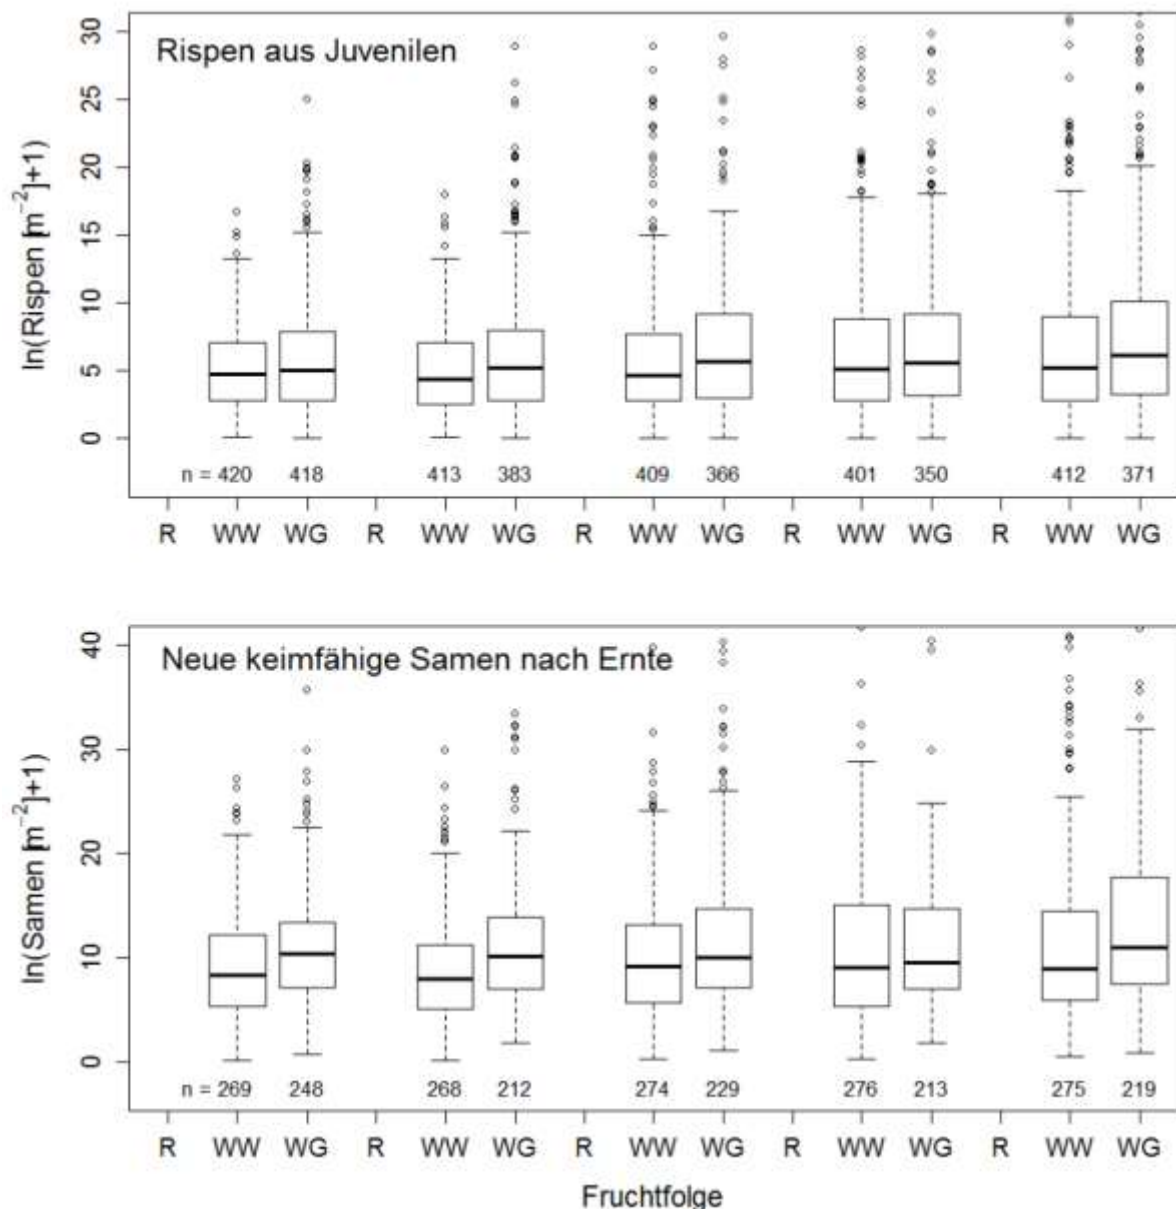 Rispen aus Juvenilen
ln(Rispen [m⁻²]+1)
30
25
20
15
10
5
0
n = 420 418 413 383 409 366 401 350 412 371
R WW WG R WW WG R WW WG R WW WG R WW WG
Neue keimfähige Samen nach Ernte
ln(Samen [m⁻²]+1)
40
30
20
10
0
n = 269 248 268 212 274 229 276 213 275 219
R WW WG R WW WG R WW WG R WW WG R WW WG
Fruchtfolge